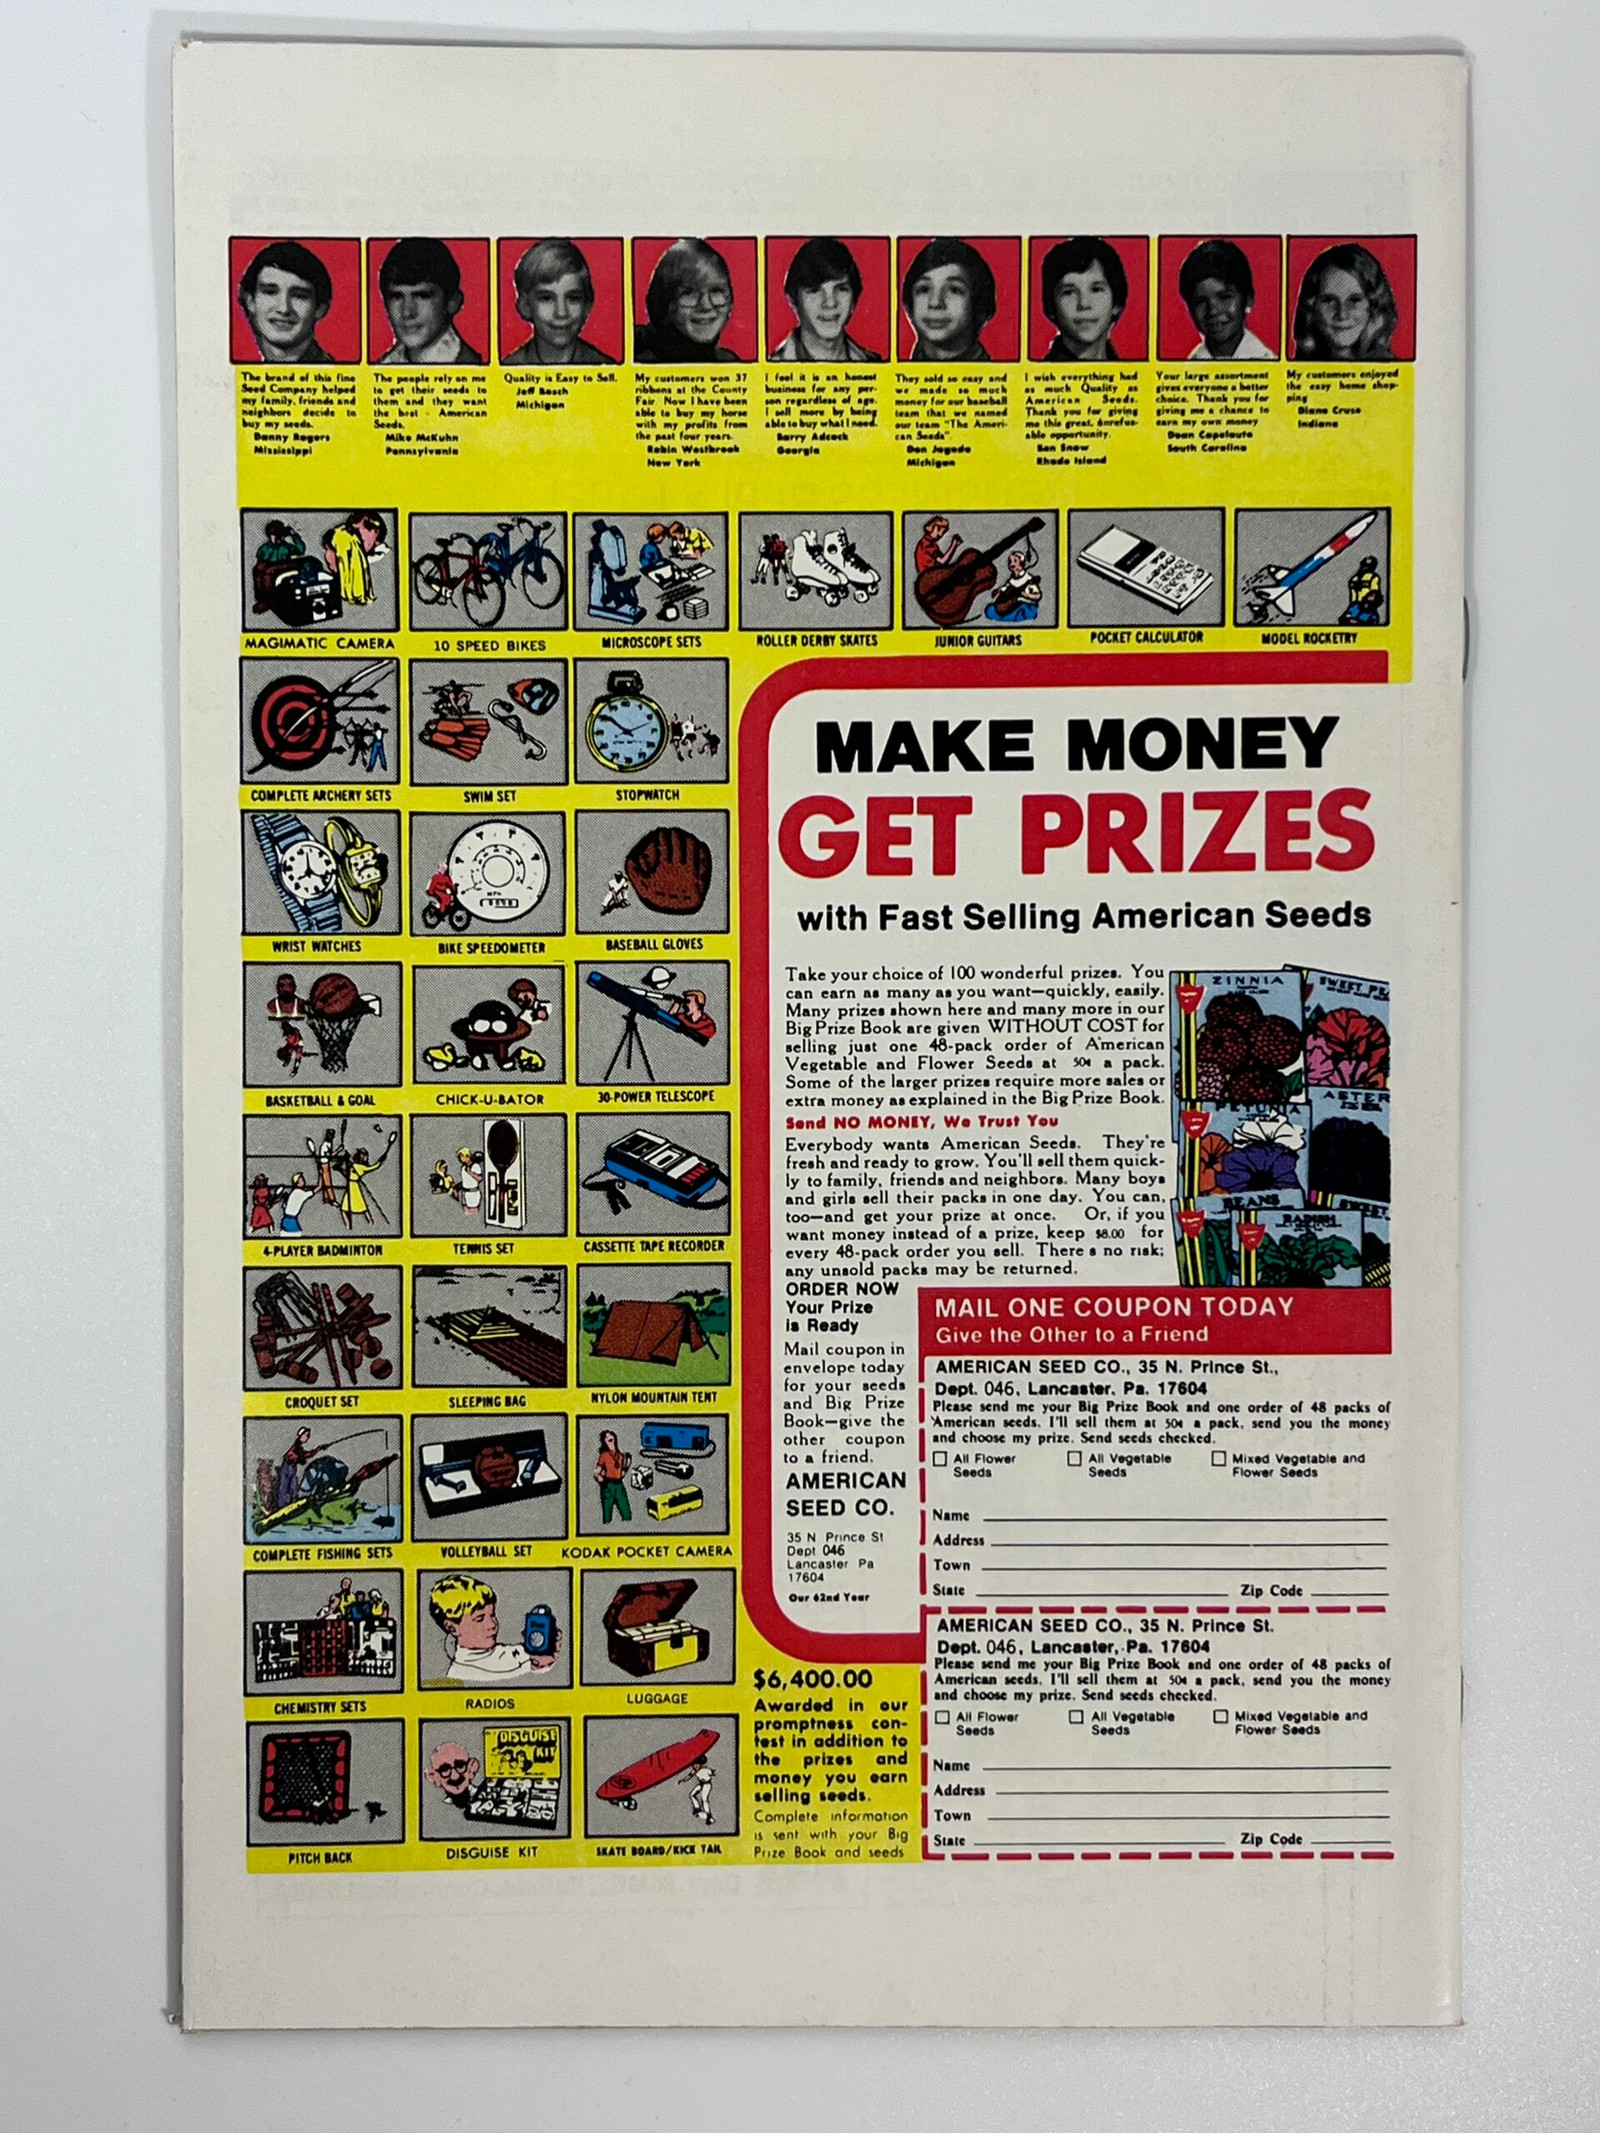 The brand of this fine
Seed Company helped
my family, friends and
neighbors decide to
buy my seeds.
Danny Rogers
Mississippi
The people rely on me
to get their seeds to
them and they want
the best - American
Seeds.
Mike McKuhn
Pennsylvania
Quality is Easy to Sell.
Jeff Bosch
Michigan
My customers won 37
ribbons at the County
Fair. Now I have been
able to buy my horse
with my profits from
the past four years.
Robin Westbrook
New York
I feel it is an honest
business for any per-
son regardless of age.
I sell more by being
able to buy what I need.
Barry Adcock
Georgia
They sold so easy and
we made so much
money for our baseball
team that we named
our team "The Ameri-
can Seeds"
Don Jagoda
Michigan
I wish everything had
as much Quality as
American Seeds.
Thank you for giving
me this great, unrefus-
able opportunity.
Ben Snow
Rhode Island
Your large assortment
gives everyone a better
choice. Thank you for
giving me a chance to
earn my own money
Dean Capolauto
South Carolina
My customers enjoyed
the easy home shop-
ping
Diane Cruse
Indiana
MAGIMATIC CAMERA
10 SPEED BIKES
MICROSCOPE SETS
ROLLER DERBY SKATES
JUNIOR GUITARS
POCKET CALCULATOR
MODEL ROCKETRY
COMPLETE ARCHERY SETS
SWIM SET
STOPWATCH
WRIST WATCHES
MPH
BIKE SPEEDOMETER
BASEBALL GLOVES
BASKETBALL & GOAL
CHICK-U-BATOR
30-POWER TELESCOPE
4-PLAYER BADMINTON
TENNIS SET
CASSETTE TAPE RECORDER
CROQUET SET
SLEEPING BAG
NYLON MOUNTAIN TENT
COMPLETE FISHING SETS
VOLLEYBALL SET
KODAK POCKET CAMERA
CHEMISTRY SETS
RADIOS
LUGGAGE
PITCH BACK
DISGUISE
KIT
DISGUISE KIT
SKATE BOARD/KICK TAIL
MAKE MONEY
GET PRIZES
with Fast Selling American Seeds
Take your choice of 100 wonderful prizes. You
can earn as many as you want—quickly, easily.
Many prizes shown here and many more in our
Big Prize Book are given WITHOUT COST for
selling just one 48-pack order of American
Vegetable and Flower Seeds at 50¢ a pack.
Some of the larger prizes require more sales or
extra money as explained in the Big Prize Book.
Send NO MONEY, We Trust You
Everybody wants American Seeds. They're
fresh and ready to grow. You'll sell them quick-
ly to family, friends and neighbors. Many boys
and girls sell their packs in one day. You can,
too—and get your prize at once. Or, if you
want money instead of a prize, keep $8.00 for
every 48-pack order you sell. There s no risk;
any unsold packs may be returned.
ZINNIA
SWEET PE
PETUNIA
ASTER
BEANS
RADISH
SWEET
ORDER NOW
Your Prize
is Ready
Mail coupon in
envelope today
for your seeds
and Big Prize
Book—give the
other coupon
to a friend.
AMERICAN
SEED CO.
35 N. Prince St
Dept 046
Lancaster Pa
17604
Our 62nd Year
$6,400.00
Awarded in our
promptness con-
test in addition to
the prizes and
money you earn
selling seeds.
Complete information
is sent with your Big
Prize Book and seeds
MAIL ONE COUPON TODAY
Give the Other to a Friend
AMERICAN SEED CO., 35 N. Prince St.,
Dept. 046, Lancaster, Pa. 17604
Please send me your Big Prize Book and one order of 48 packs of
American seeds. I'll sell them at 50¢ a pack, send you the money
and choose my prize. Send seeds checked.
All Flower
Seeds
All Vegetable
Seeds
Mixed Vegetable and
Flower Seeds
Name
Address
Town
State Zip Code
AMERICAN SEED CO., 35 N. Prince St.
Dept. 046, Lancaster, Pa. 17604
Please send me your Big Prize Book and one order of 48 packs of
American seeds. I'll sell them at 50¢ a pack, send you the money
and choose my prize. Send seeds checked.
All Flower
Seeds
All Vegetable
Seeds
Mixed Vegetable and
Flower Seeds
Name
Address
Town
State Zip Code